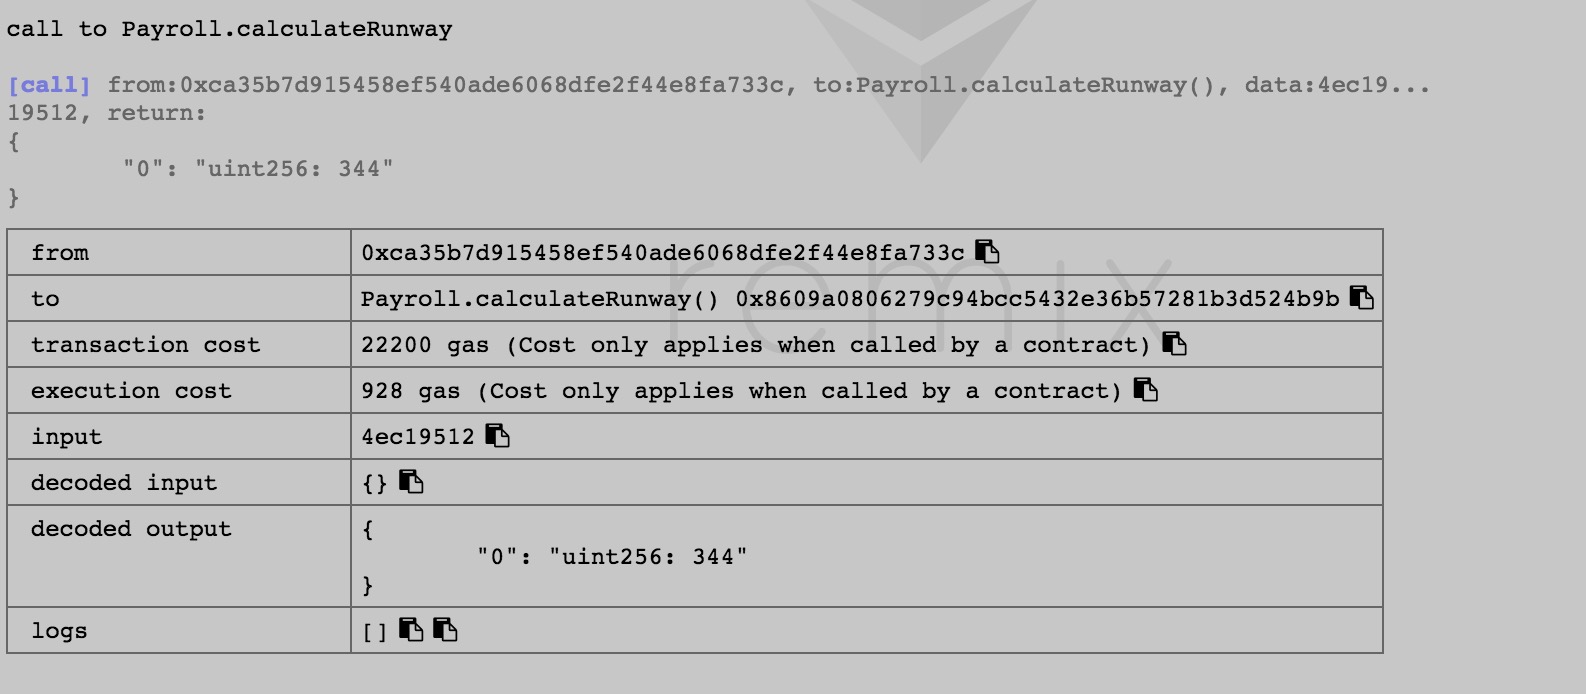 call to Payroll.calculateRunway
[call] from:0xca35b7d915458ef540ade6068dfe2f44e8fa733c, to:Payroll.calculateRunway(), data:4ec19...
19512, return:
{
"0": "uint256: 344"
}
from 0xca35b7d915458ef540ade6068dfe2f44e8fa733c
to Payroll.calculateRunway() 0x8609a0806279c94bcc5432e36b57281b3d524b9b
transaction cost 22200 gas (Cost only applies when called by a contract)
execution cost 928 gas (Cost only applies when called by a contract)
input 4ec19512
decoded input {}
decoded output {
"0": "uint256: 344"
}
logs []
remix